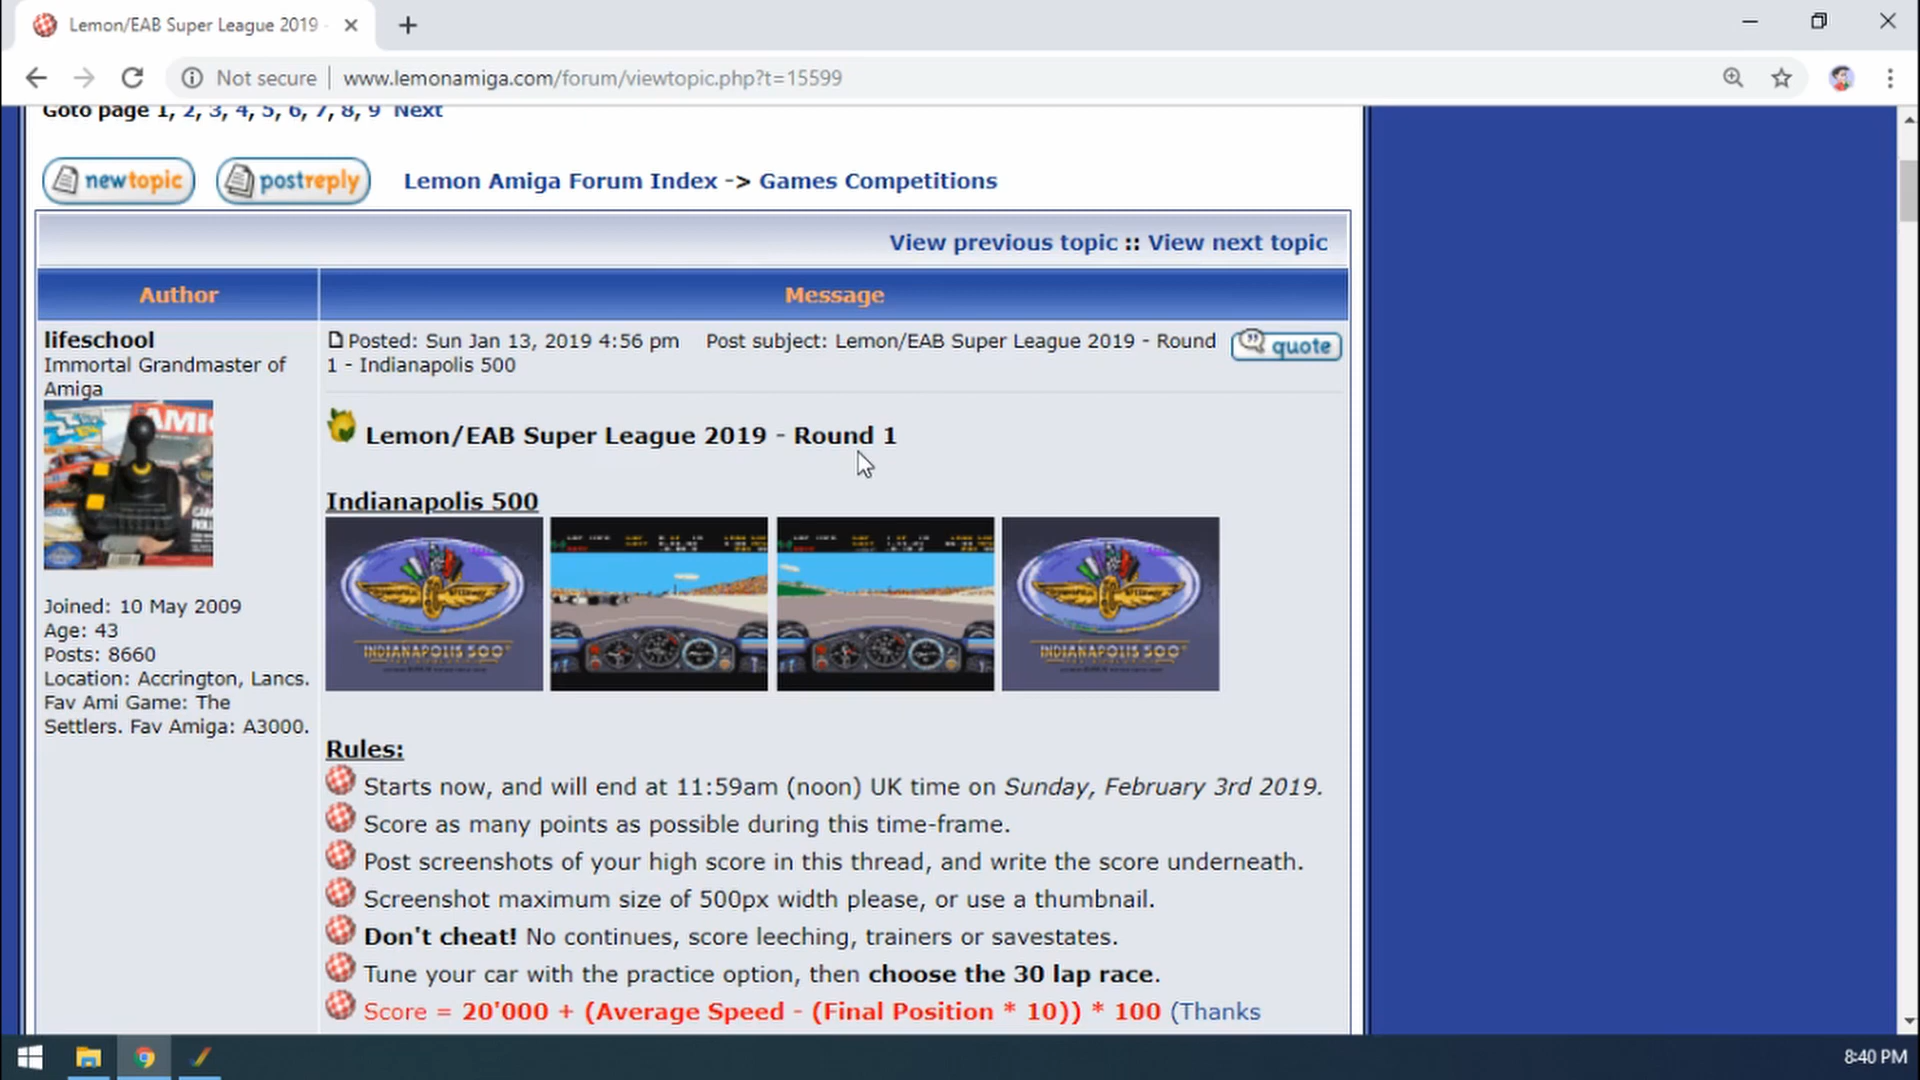 Lemon/EAB Super League 2019 -
Not secure
www.lemonamiga.com/forum/viewtopic.php?t=15599
Goto page 1, 2, 3, 4, 5, 6, 7, 8, 9 Next
newtopic
postreply
Lemon Amiga Forum Index -> Games Competitions
View previous topic :: View next topic
Author
Message
lifeschool
Immortal Grandmaster of
Amiga
Joined: 10 May 2009
Age: 43
Posts: 8660
Location: Accrington, Lancs.
Fav Ami Game: The
Settlers. Fav Amiga: A3000.
Posted: Sun Jan 13, 2019 4:56 pm Post subject: Lemon/EAB Super League 2019 - Round
1 - Indianapolis 500
quote
Lemon/EAB Super League 2019 - Round 1
Indianapolis 500
INDIANAPOLIS 500
INDIANAPOLIS 500
Rules:
Starts now, and will end at 11:59am (noon) UK time on Sunday, February 3rd 2019.
Score as many points as possible during this time-frame.
Post screenshots of your high score in this thread, and write the score underneath.
Screenshot maximum size of 500px width please, or use a thumbnail.
Don't cheat! No continues, score leeching, trainers or savestates.
Tune your car with the practice option, then choose the 30 lap race.
Score = 20'000 + (Average Speed - (Final Position * 10)) * 100 (Thanks
8:40 PM